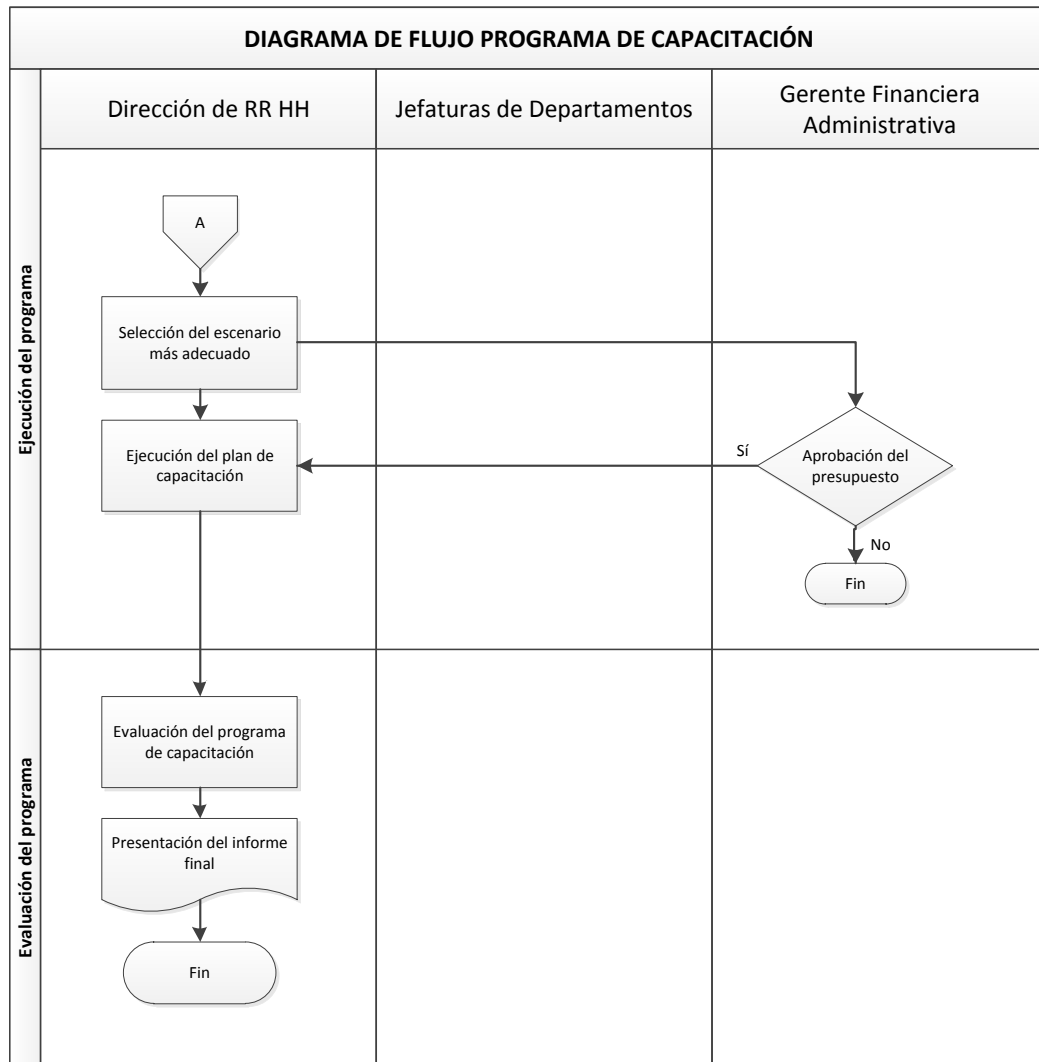 DIAGRAMA DE FLUJO PROGRAMA DE CAPACITACIÓN
Dirección de RR HH
Jefaturas de Departamentos
Gerente Financiera
Administrativa
Ejecución del programa
A
Selección del escenario
más adecuado
Ejecución del plan de
capacitación
Sí
Aprobación del
presupuesto
No
Fin
Evaluación del programa
Evaluación del programa
de capacitación
Presentación del informe
final
Fin